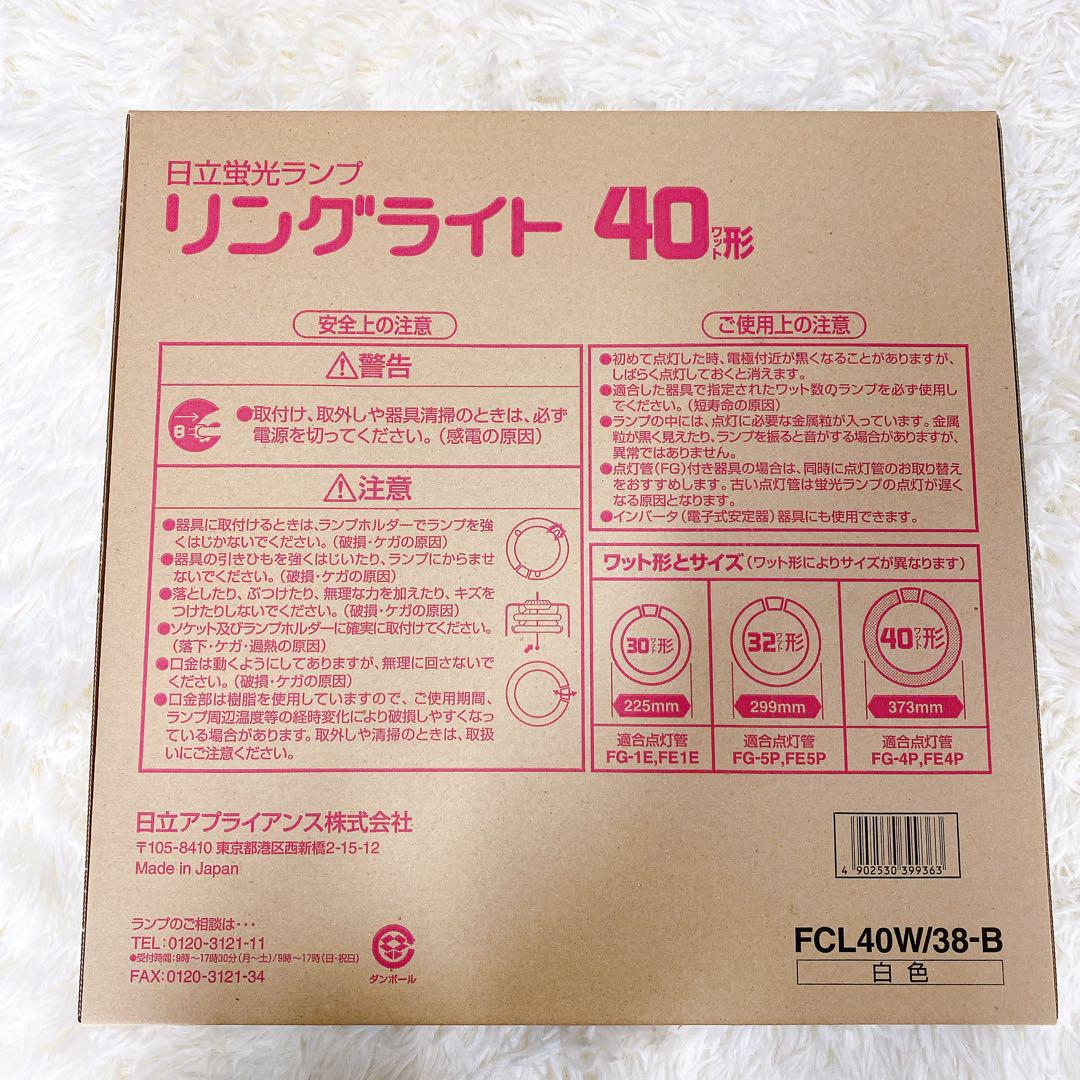 日立蛍光ランプ
リングライト 40ワット形
安全上の注意
⚠警告
●取付け、取外しや器具清掃のときは、必ず
電源を切ってください。(感電の原因)
⚠注意
●器具に取付けるときは、ランプホルダーでランプを強
くはじかないでください。(破損・ケガの原因)
●器具の引きひもを強くはじいたり、ランプにからませ
ないでください。(破損・ケガの原因)
●落としたり、ぶつけたり、無理な力を加えたり、キズを
つけたりしないでください。(破損・ケガの原因)
●ソケット及びランプホルダーに確実に取付けてください。
(落下・ケガ・過熱の原因)
●口金は動くようにしてありますが、無理に回さないで
ください。(破損・ケガの原因)
●口金部は樹脂を使用していますので、ご使用期間、
ランプ周辺温度等の経時変化により破損しやすくなっ
ている場合があります。取外しや清掃のときは、取扱
いにご注意ください。
ご使用上の注意
●初めて点灯した時、電極付近が黒くなることがありますが、
しばらく点灯しておくと消えます。
●適合した器具で指定されたワット数のランプを必ず使用し
てください。(短寿命の原因)
●ランプの中には、点灯に必要な金属粒が入っています。金属
粒が黒く見えたり、ランプを振ると音がする場合がありますが、
異常ではありません。
●点灯管(FG)付き器具の場合は、同時に点灯管のお取り替え
をおすすめします。古い点灯管は蛍光ランプの点灯が遅く
なる原因となります。
●インバータ(電子式安定器)器具にも使用できます。
ワット形とサイズ(ワット形によりサイズが異なります)
30ワット形
225mm
適合点灯管
FG-1E,FE1E
32ワット形
299mm
適合点灯管
FG-5P,FE5P
40ワット形
373mm
適合点灯管
FG-4P,FE4P
日立アプライアンス株式会社
〒105-8410 東京都港区西新橋2-15-12
Made in Japan
ランプのご相談は・・・
TEL:0120-3121-11
●受付時間:9時〜17時30分(月〜土)/9時〜17時(日・祝日)
FAX:0120-3121-34
ダンボール
4 902530 399363
FCL40W/38-B
白色